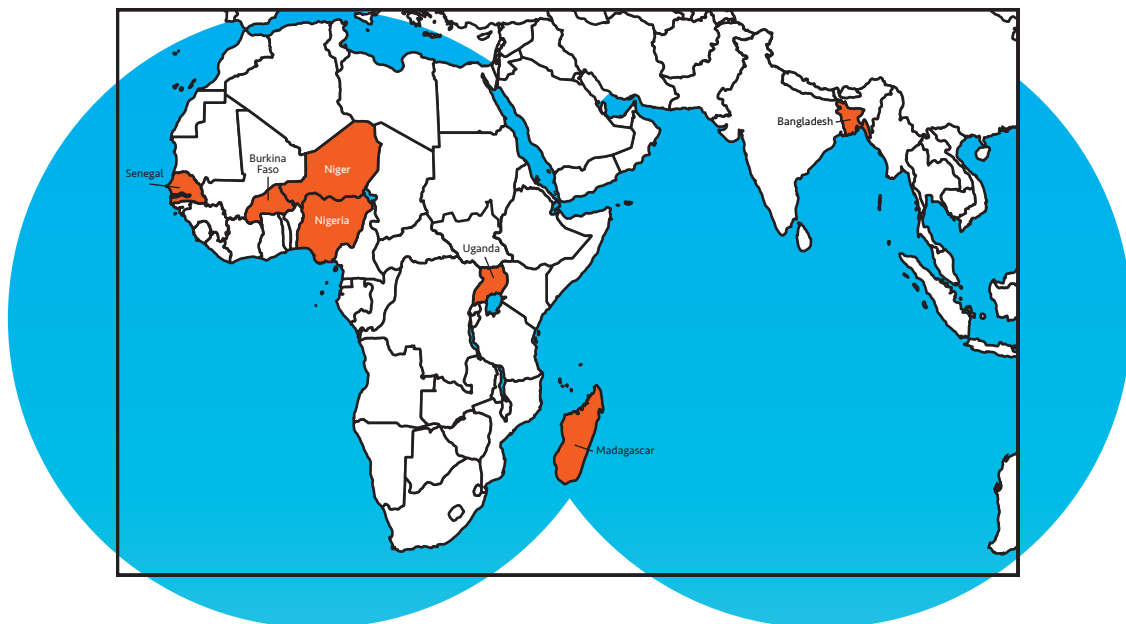 Bangladesh
Burkina
Faso
Niger
Senegal
Nigeria
Uganda
Madagascar